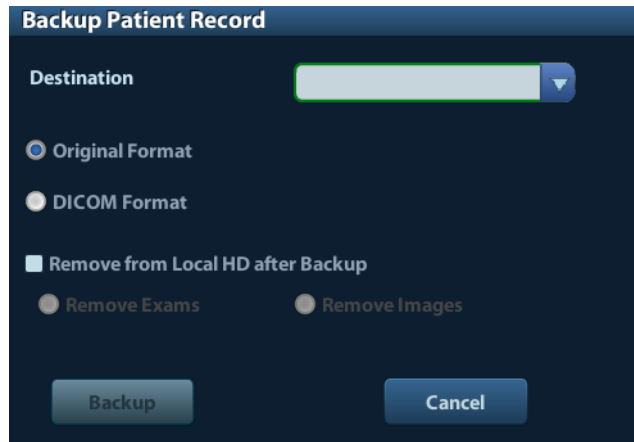 Backup Patient Record
Destination
Original Format
DICOM Format
Remove from Local HD after Backup
Remove Exams Remove Images
Backup Cancel